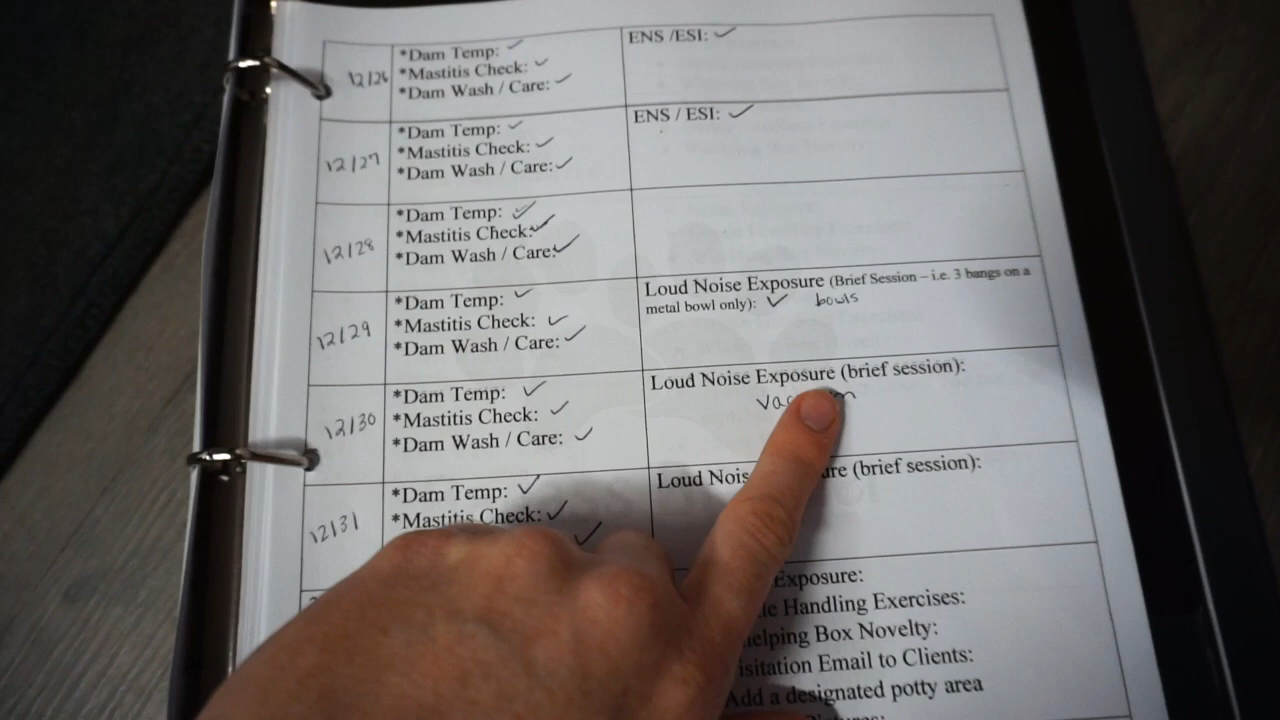 12/26
*Dam Temp: ✓
*Mastitis Check: ✓
*Dam Wash / Care: ✓
ENS /ESI: ✓
12/27
*Dam Temp: ✓
*Mastitis Check: ✓
*Dam Wash / Care: ✓
ENS / ESI: ✓
12/28
*Dam Temp: ✓
*Mastitis Check: ✓
*Dam Wash / Care: ✓
12/29
*Dam Temp: ✓
*Mastitis Check: ✓
*Dam Wash / Care: ✓
Loud Noise Exposure (Brief Session – i.e. 3 bangs on a
metal bowl only): ✓ bowls
12/30
*Dam Temp: ✓
*Mastitis Check: ✓
*Dam Wash / Care: ✓
Loud Noise Exposure (brief session):
12/31
*Dam Temp: ✓
*Mastitis Check: ✓
✓
Loud (brief session):
Exposure:
Handling Exercises:
Box Novelty:
Email to Clients:
Add a designated potty area